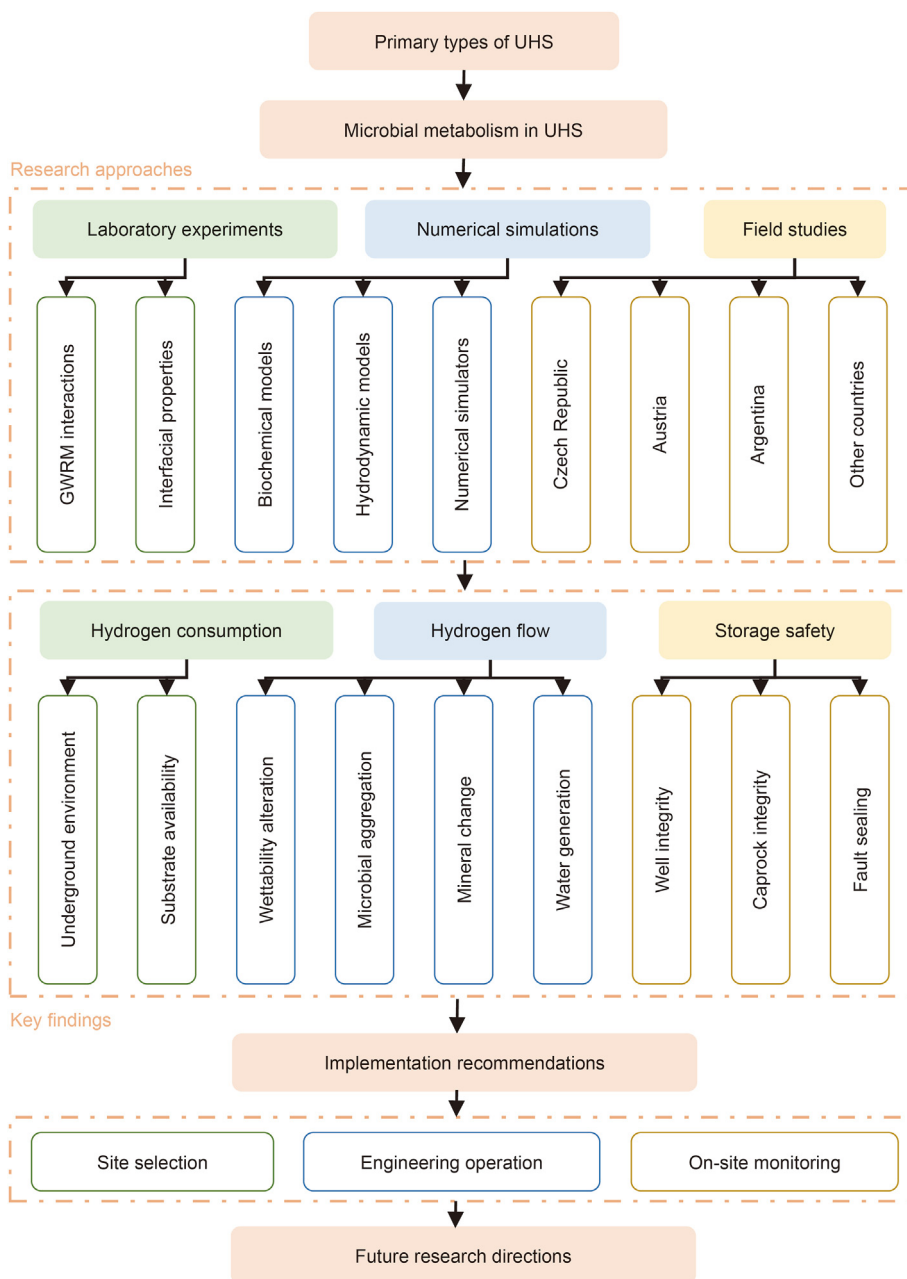 Primary types of UHS
Microbial metabolism in UHS
Research approaches
Laboratory experiments
Numerical simulations
Field studies
GWRM interactions
Interfacial properties
Biochemical models
Hydrodynamic models
Numerical simulators
Czech Republic
Austria
Argentina
Other countries
Hydrogen consumption
Hydrogen flow
Storage safety
Underground environment
Substrate availability
Wettability alteration
Microbial aggregation
Mineral change
Water generation
Well integrity
Caprock integrity
Fault sealing
Key findings
Implementation recommendations
Site selection
Engineering operation
On-site monitoring
Future research directions